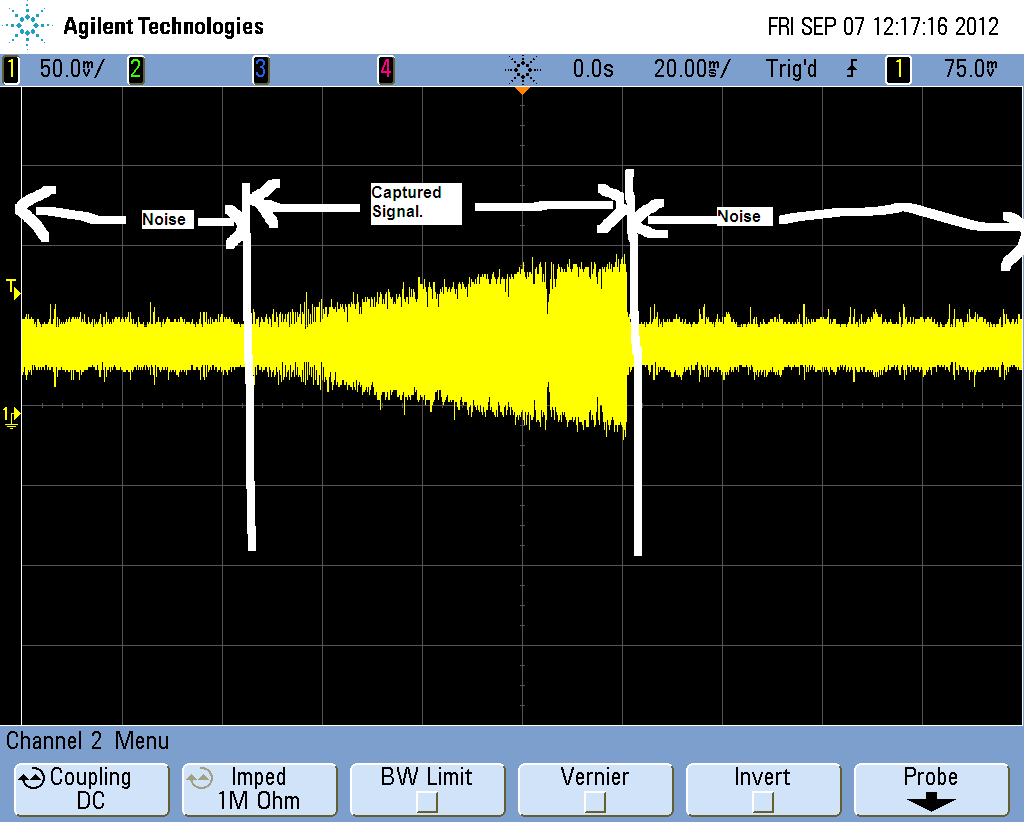 Agilent Technologies FRI SEP 07 12:17:16 2012
1 50.0mV/ 2 3 4 0.0s 20.00ms/ Trig'd 1 75.0mV
Captured
Signal.
Noise
Noise
T
1
Channel 2 Menu
Coupling
DC
Imped
1M Ohm
BW Limit
Vernier
Invert
Probe